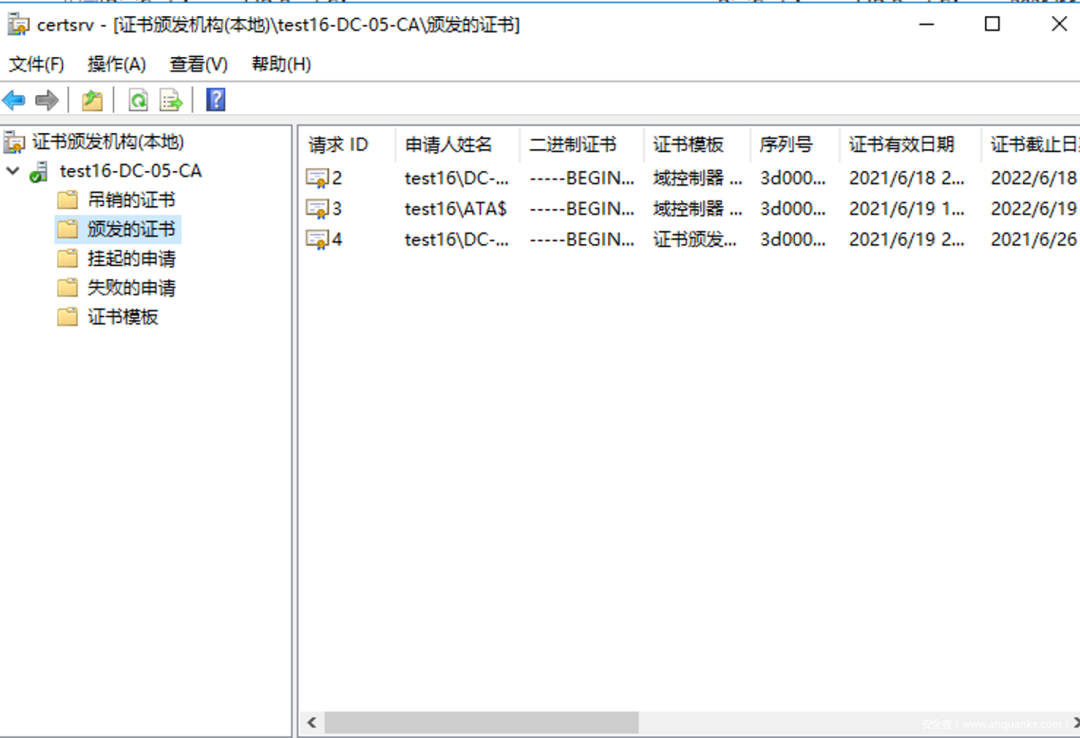 certsrv - [证书颁发机构(本地)\test16-DC-05-CA\颁发的证书]
文件(F) 操作(A) 查看(V) 帮助(H)
证书颁发机构(本地)
test16-DC-05-CA
吊销的证书
颁发的证书
挂起的申请
失败的申请
证书模板
请求 ID 申请人姓名 二进制证书 证书模板 序列号 证书有效日期 证书截止日
2 test16\DC-... -----BEGIN... 域控制器 ... 3d000... 2021/6/18 2... 2022/6/18
3 test16\ATA$ -----BEGIN... 域控制器 ... 3d000... 2021/6/19 1... 2022/6/19
4 test16\DC-... -----BEGIN... 证书颁发... 3d000... 2021/6/19 2... 2021/6/26
安全客 | www.anquanke.com